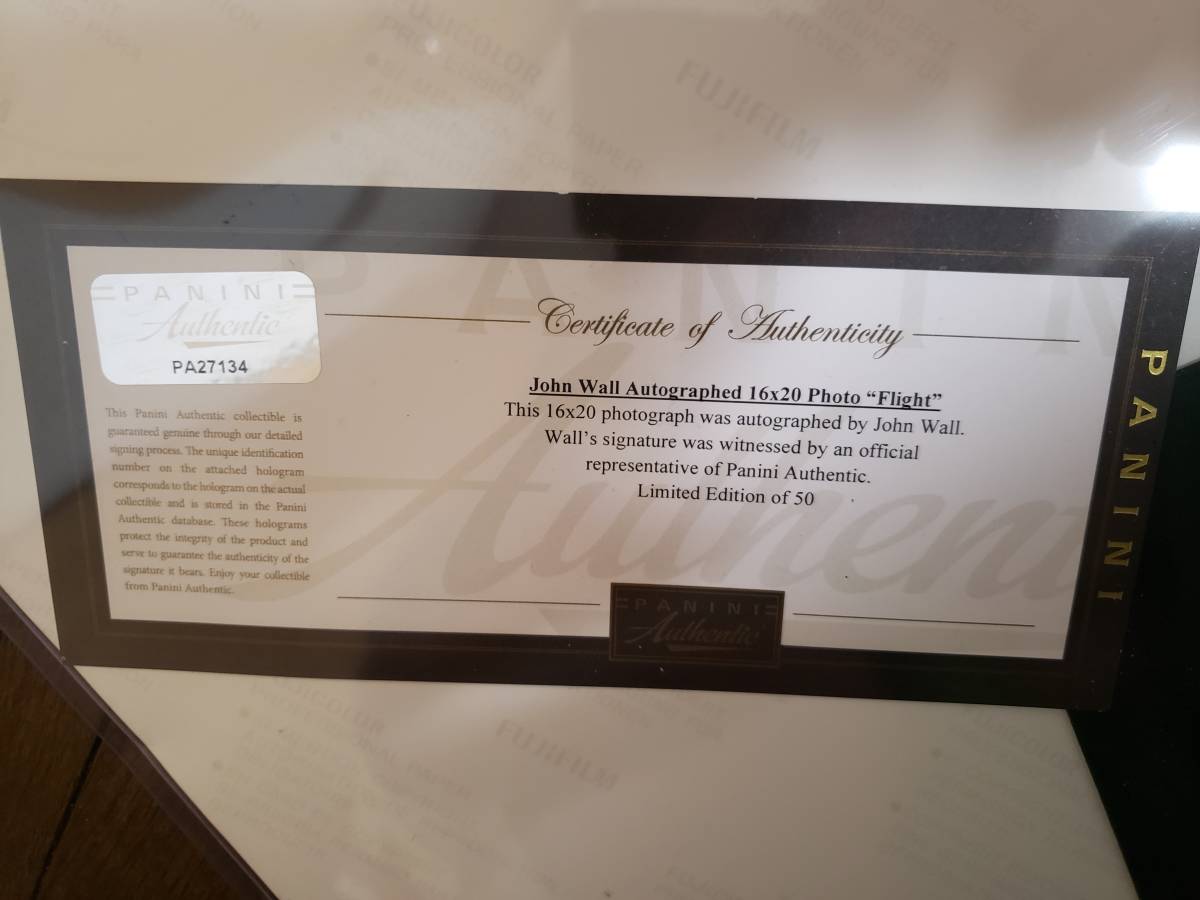 FUJICOLOR
FUJIFILM
PANINI
Authentic
PA27134
This Panini Authentic collectible is
guaranteed genuine through our detailed
signing process. The unique identification
number on the attached hologram
corresponds to the hologram on the actual
collectible and is stored in the Panini
Authentic database. These holograms
protect the integrity of the product and
serve to guarantee the authenticity of the
signature it bears. Enjoy your collectible
from Panini Authentic.
Certificate of Authenticity
John Wall Autographed 16x20 Photo “Flight”
This 16x20 photograph was autographed by John Wall.
Wall’s signature was witnessed by an official
representative of Panini Authentic.
Limited Edition of 50
PANINI
Authentic
PANINI
FUJICOLOR
FUJIFILM